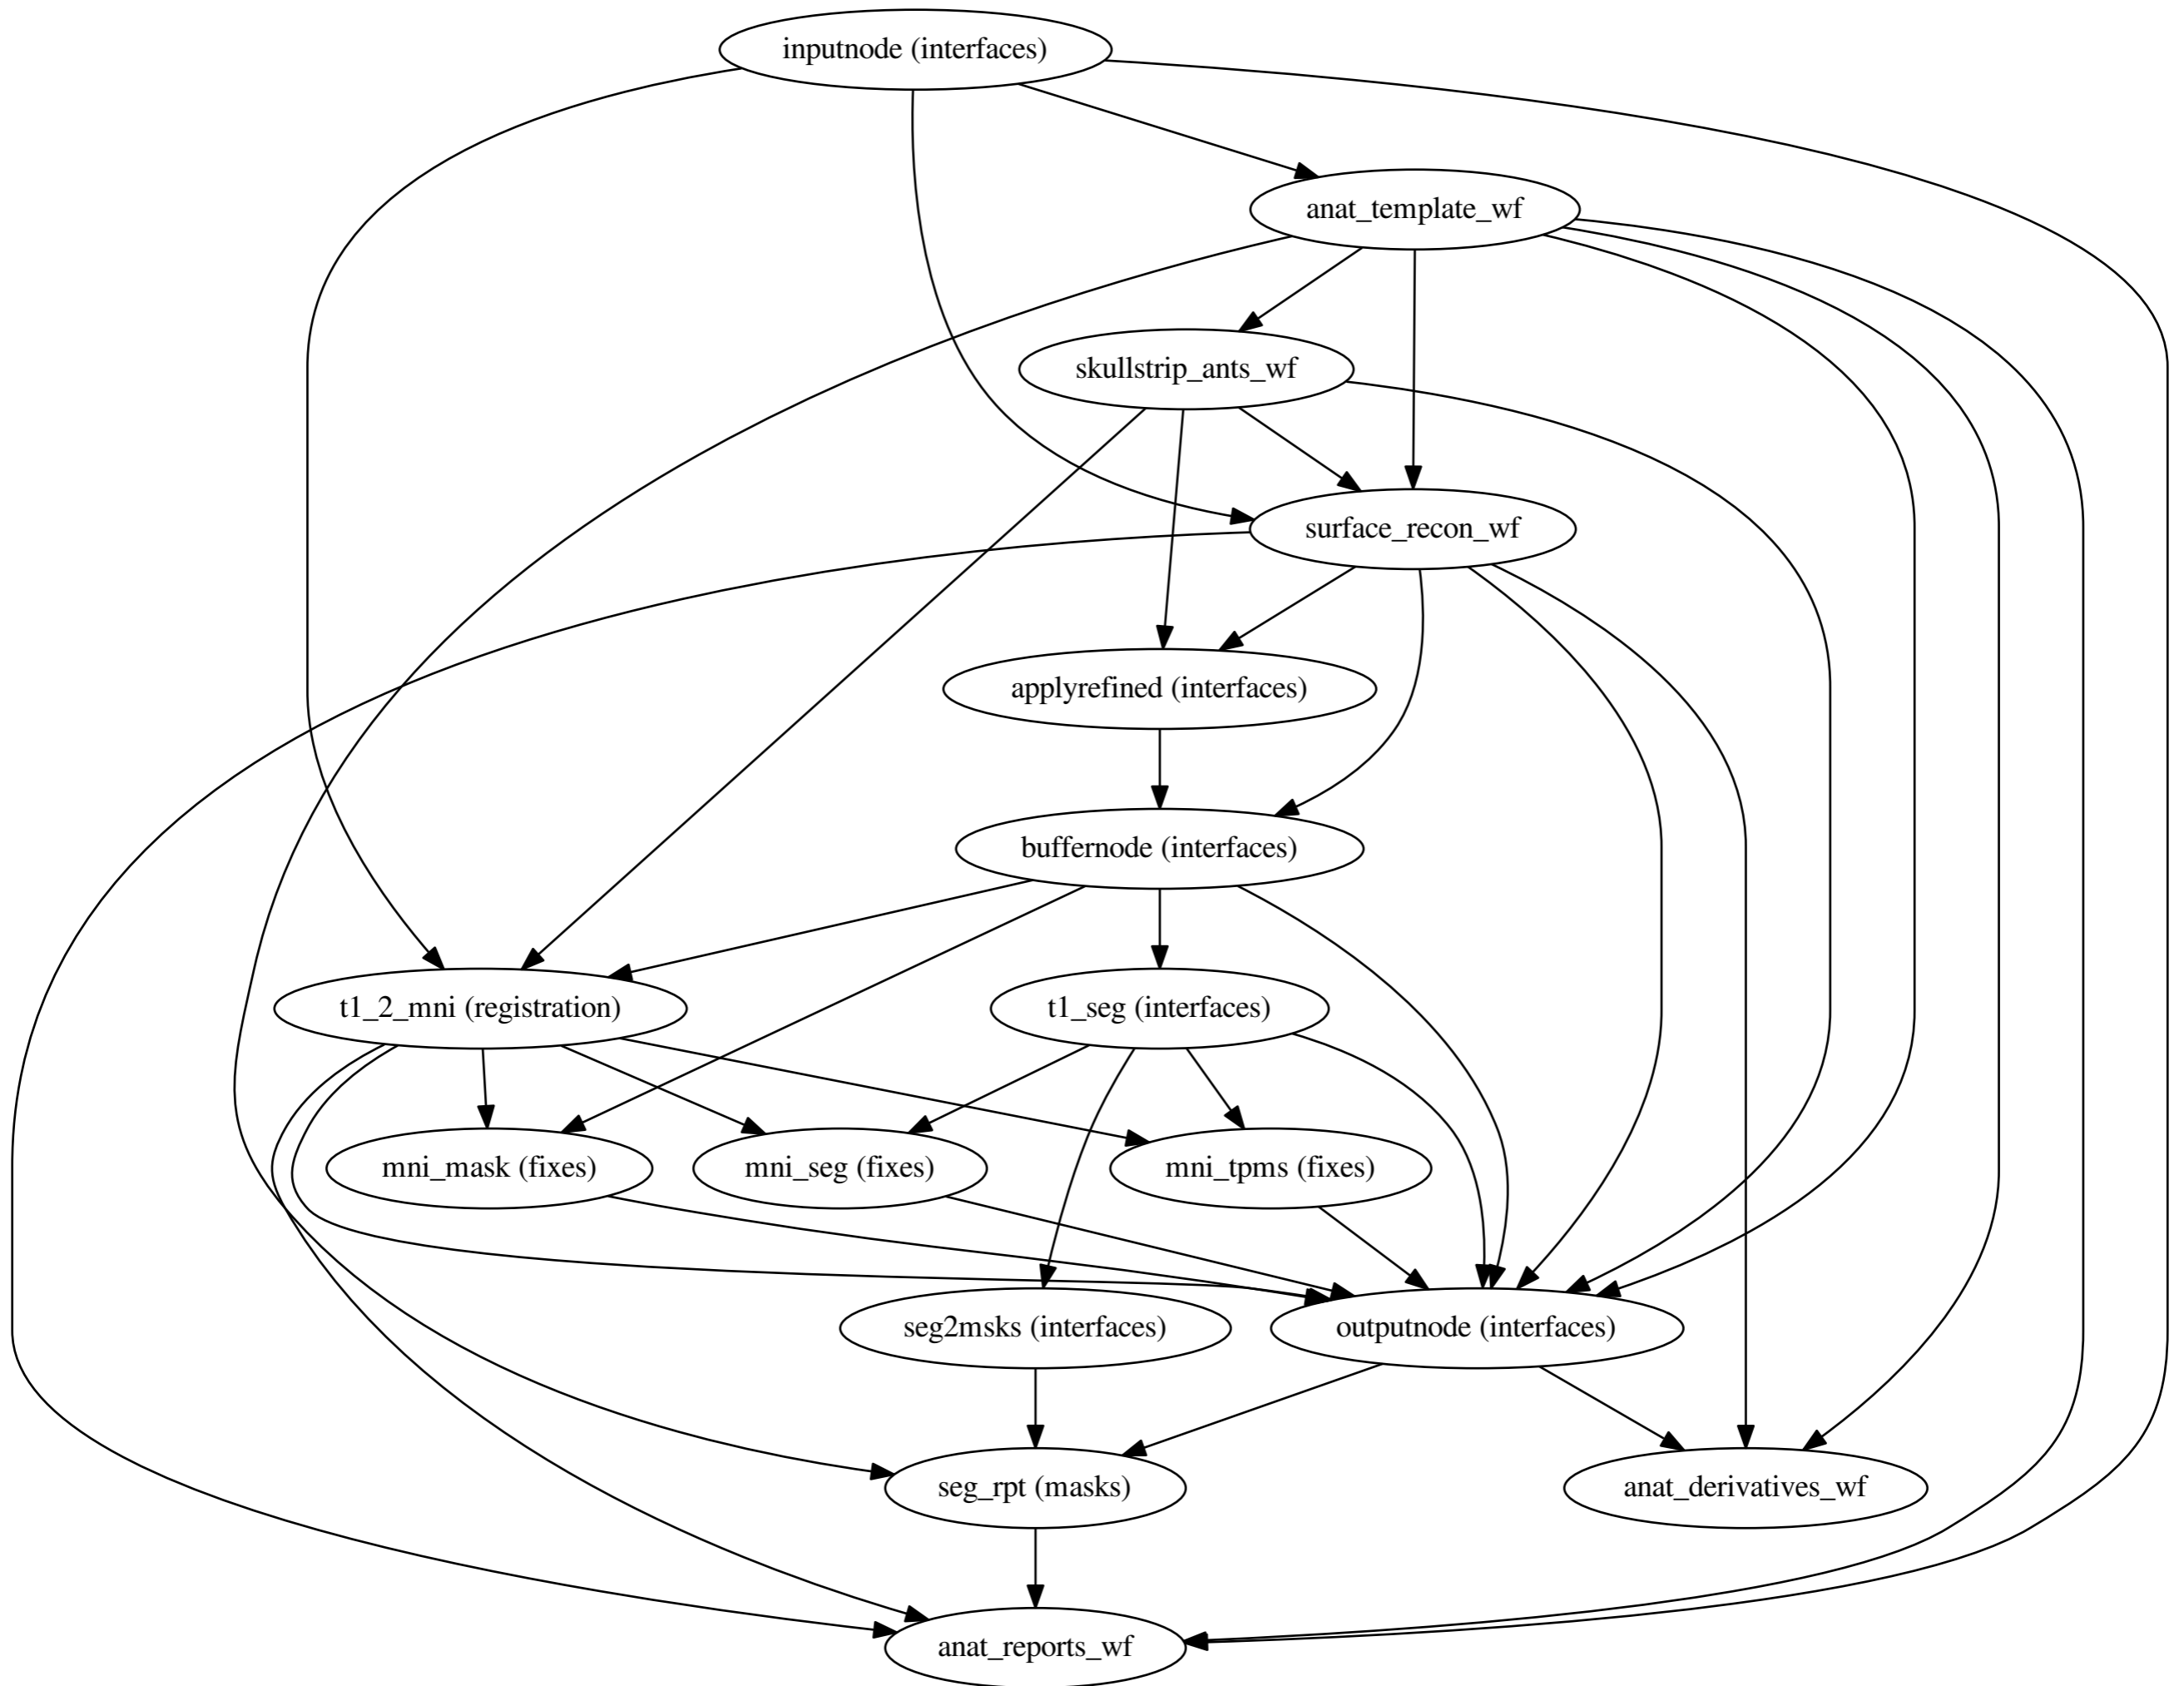 inputnode (interfaces)
anat_template_wf
skullstrip_ants_wf
surface_recon_wf
applyrefined (interfaces)
buffernode (interfaces)
t1_2_mni (registration)
t1_seg (interfaces)
mni_mask (fixes)
mni_seg (fixes)
mni_tpms (fixes)
seg2msks (interfaces)
outputnode (interfaces)
seg_rpt (masks)
anat_derivatives_wf
anat_reports_wf